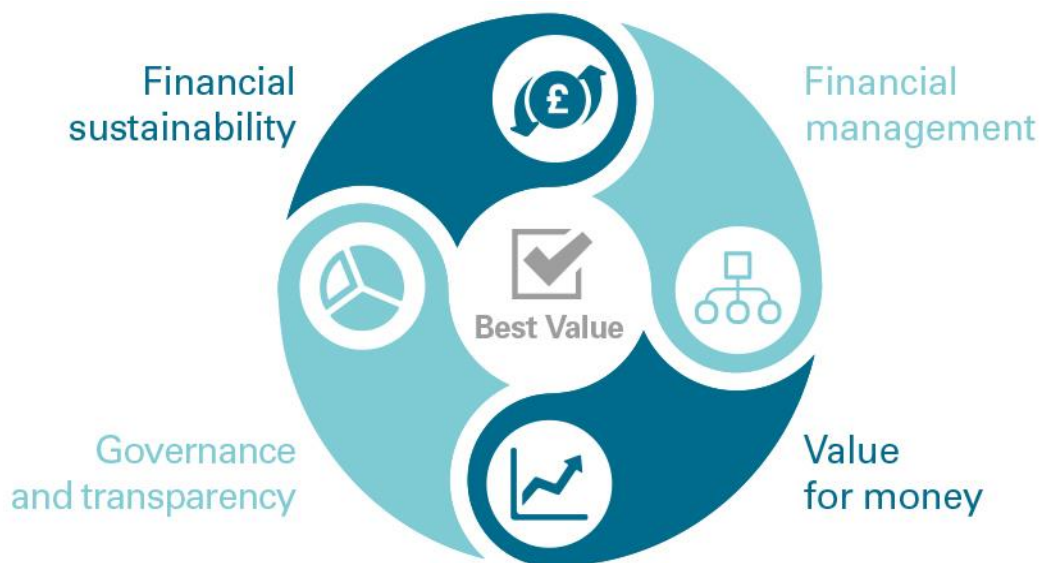 Financial
sustainability
Financial
management
£
Best Value
Governance
and transparency
Value
for money